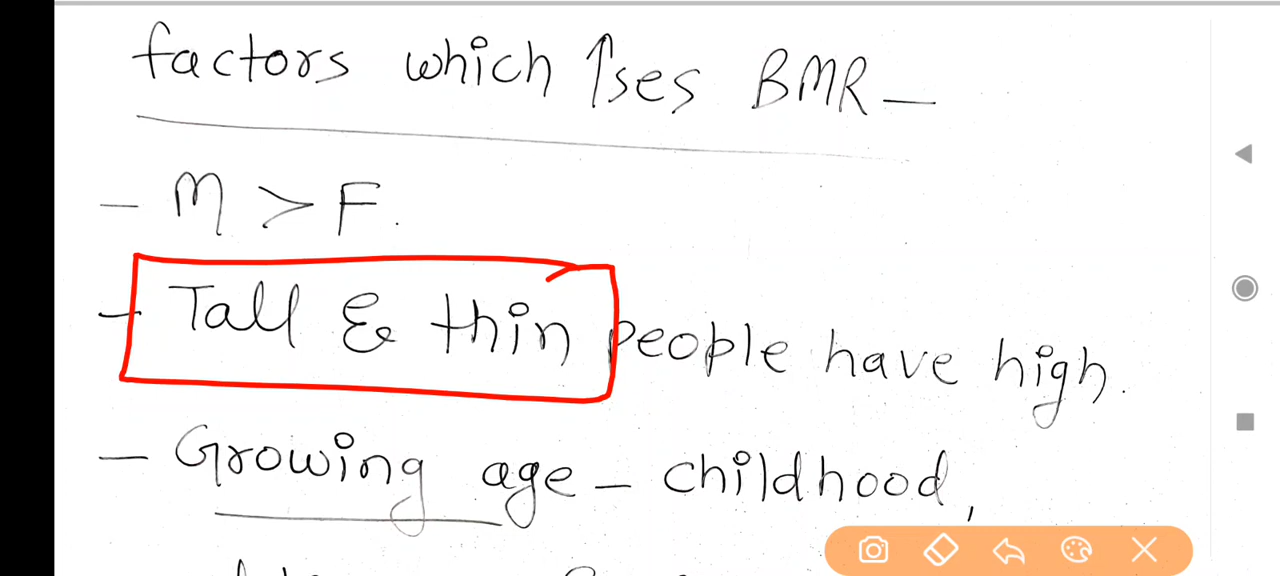 factors which ↑ses BMR —
— M > F.
— Tall & thin people have high.
— Growing age — childhood,